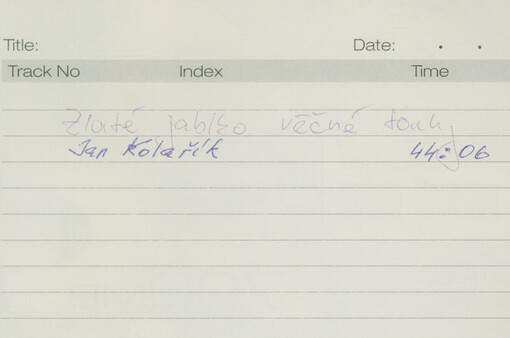 Title: Date: . .
Track No Index Time
Zlaté jablko věčné touhy
Jan Kolařík 44:06